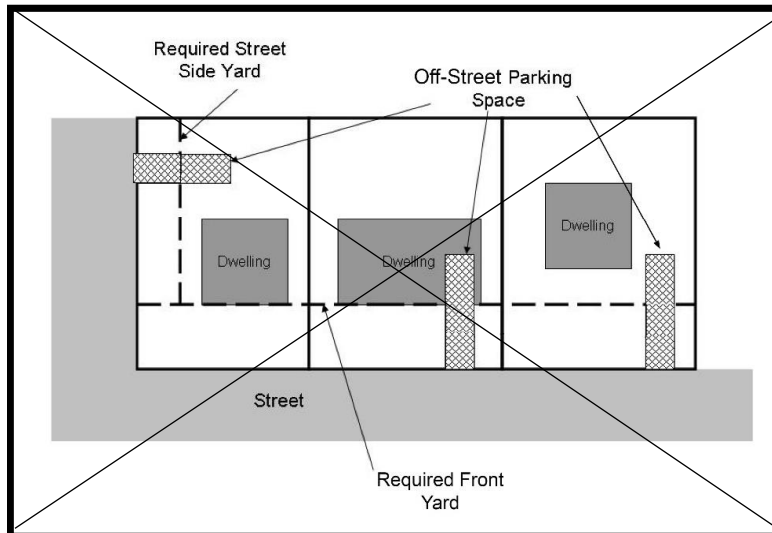 Required Street
Side Yard
Off-Street Parking
Space
Dwelling
Dwelling
Dwelling
Street
Required Front
Yard